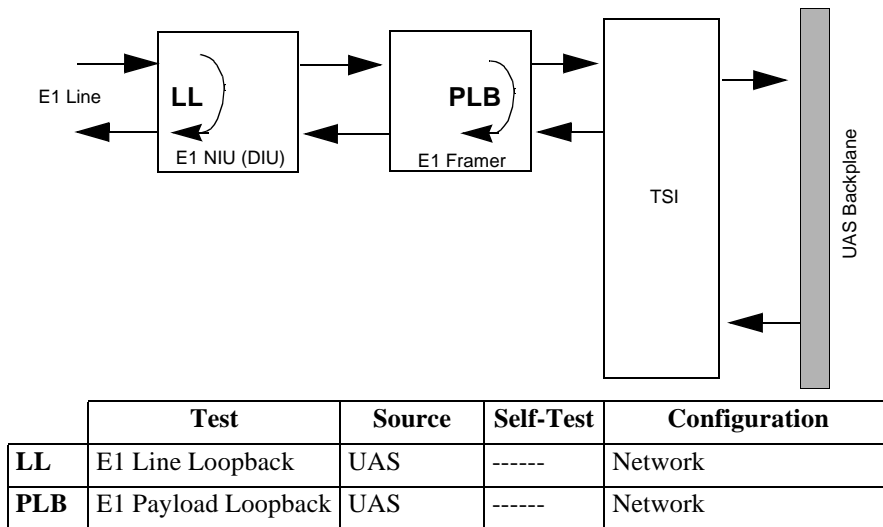 E1 Line
LL
PLB
E1 NIU (DIU)
E1 Framer
TSI
UAS Backplane
Test Source Self-Test Configuration
LL E1 Line Loopback UAS ------ Network
PLB E1 Payload Loopback UAS ------ Network